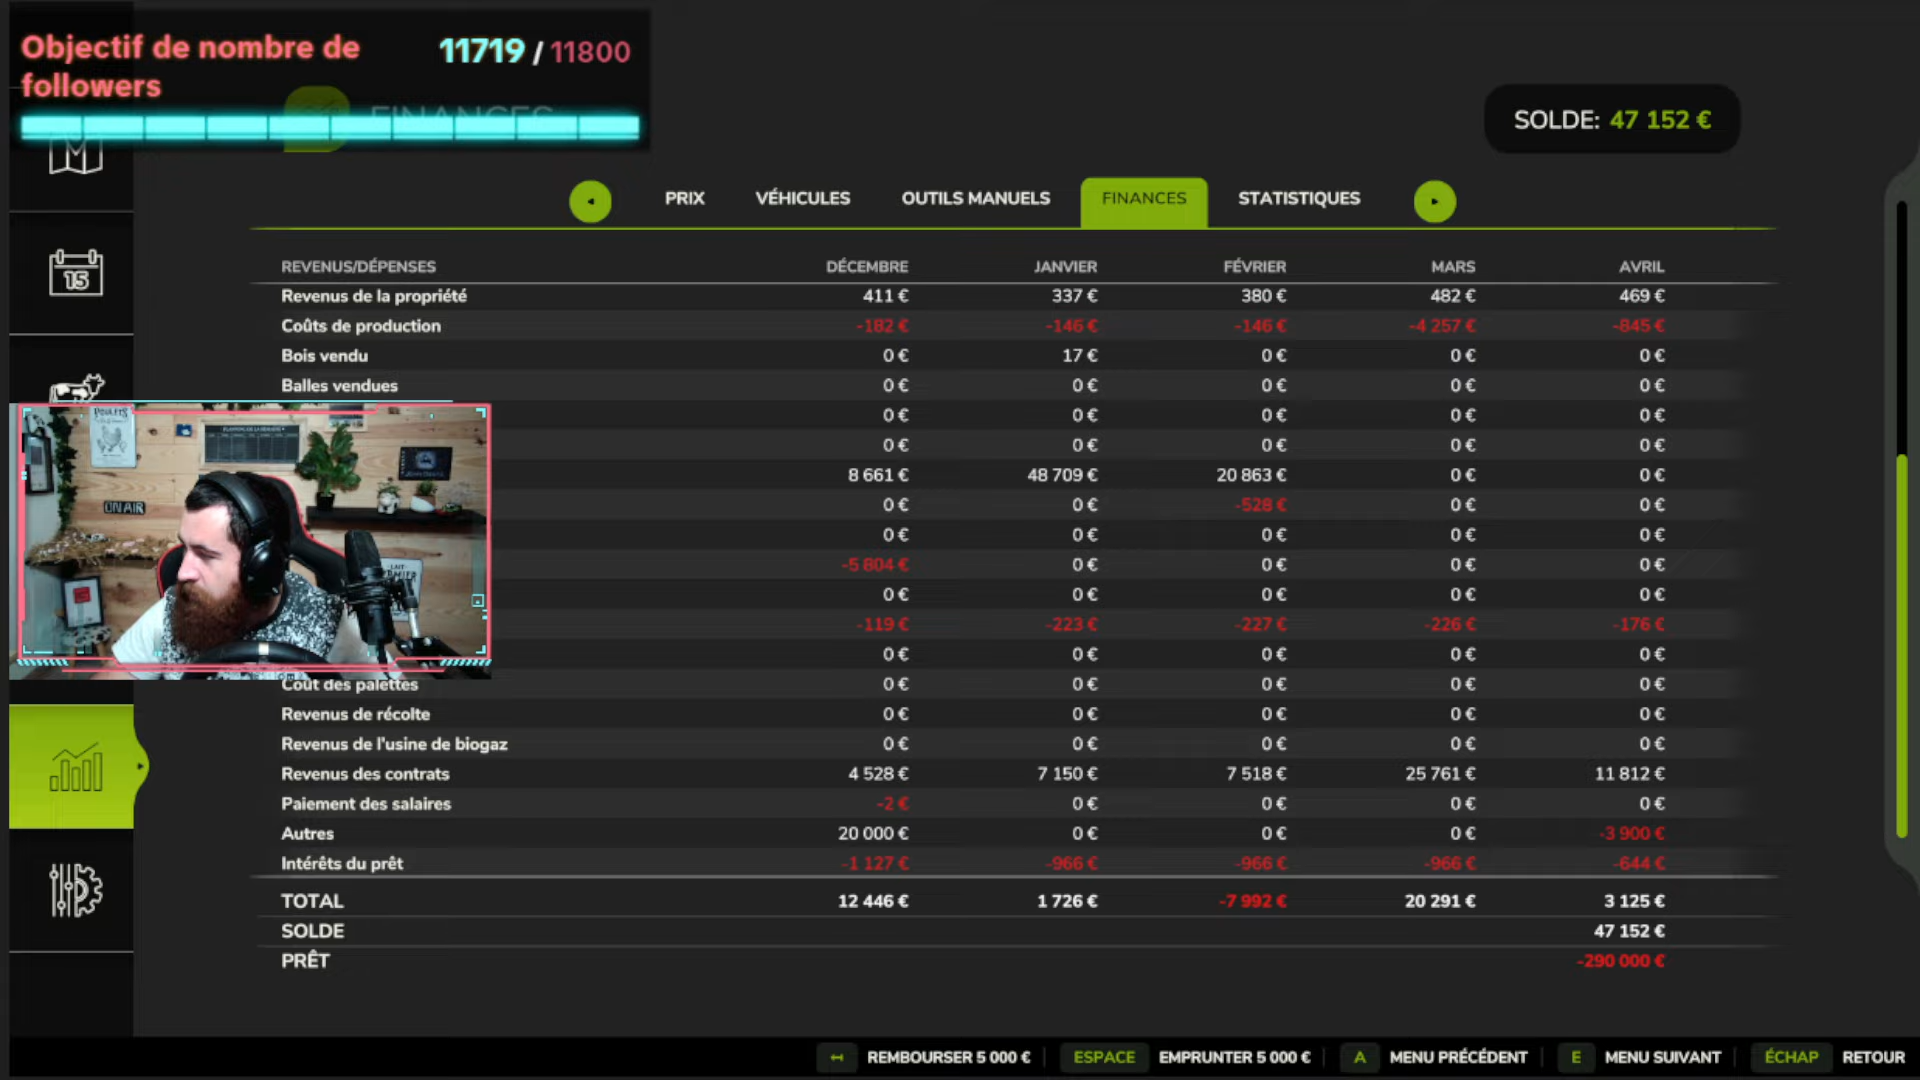 Objectif de nombre de
followers
11719 / 11800
FINANCES
SOLDE: 47 152 €
PRIX VÉHICULES OUTILS MANUELS FINANCES STATISTIQUES
15
REVENUS/DÉPENSES DÉCEMBRE JANVIER FÉVRIER MARS AVRIL
Revenus de la propriété 411 € 337 € 380 € 482 € 469 €
Coûts de production -182 € -146 € -146 € -4 257 € -845 €
Bois vendu 0 € 17 € 0 € 0 € 0 €
Balles vendues 0 € 0 € 0 € 0 € 0 €
0 € 0 € 0 € 0 € 0 €
0 € 0 € 0 € 0 € 0 €
8 661 € 48 709 € 20 863 € 0 € 0 €
0 € 0 € -528 € 0 € 0 €
0 € 0 € 0 € 0 € 0 €
-5 804 € 0 € 0 € 0 € 0 €
0 € 0 € 0 € 0 € 0 €
-119 € -223 € -227 € -226 € -176 €
0 € 0 € 0 € 0 € 0 €
POULETS
ON AIR
Coût des palettes 0 € 0 € 0 € 0 € 0 €
Revenus de récolte 0 € 0 € 0 € 0 € 0 €
Revenus de l'usine de biogaz 0 € 0 € 0 € 0 € 0 €
Revenus des contrats 4 528 € 7 150 € 7 518 € 25 761 € 11 812 €
Paiement des salaires -2 € 0 € 0 € 0 € 0 €
Autres 20 000 € 0 € 0 € 0 € -3 900 €
Intérêts du prêt -1 127 € -966 € -966 € -966 € -644 €
TOTAL 12 446 € 1 726 € -7 992 € 20 291 € 3 125 €
SOLDE 47 152 €
PRÊT -290 000 €
REMBOURSER 5 000 € ESPACE EMPRUNTER 5 000 € A MENU PRÉCÉDENT E MENU SUIVANT ÉCHAP RETOUR